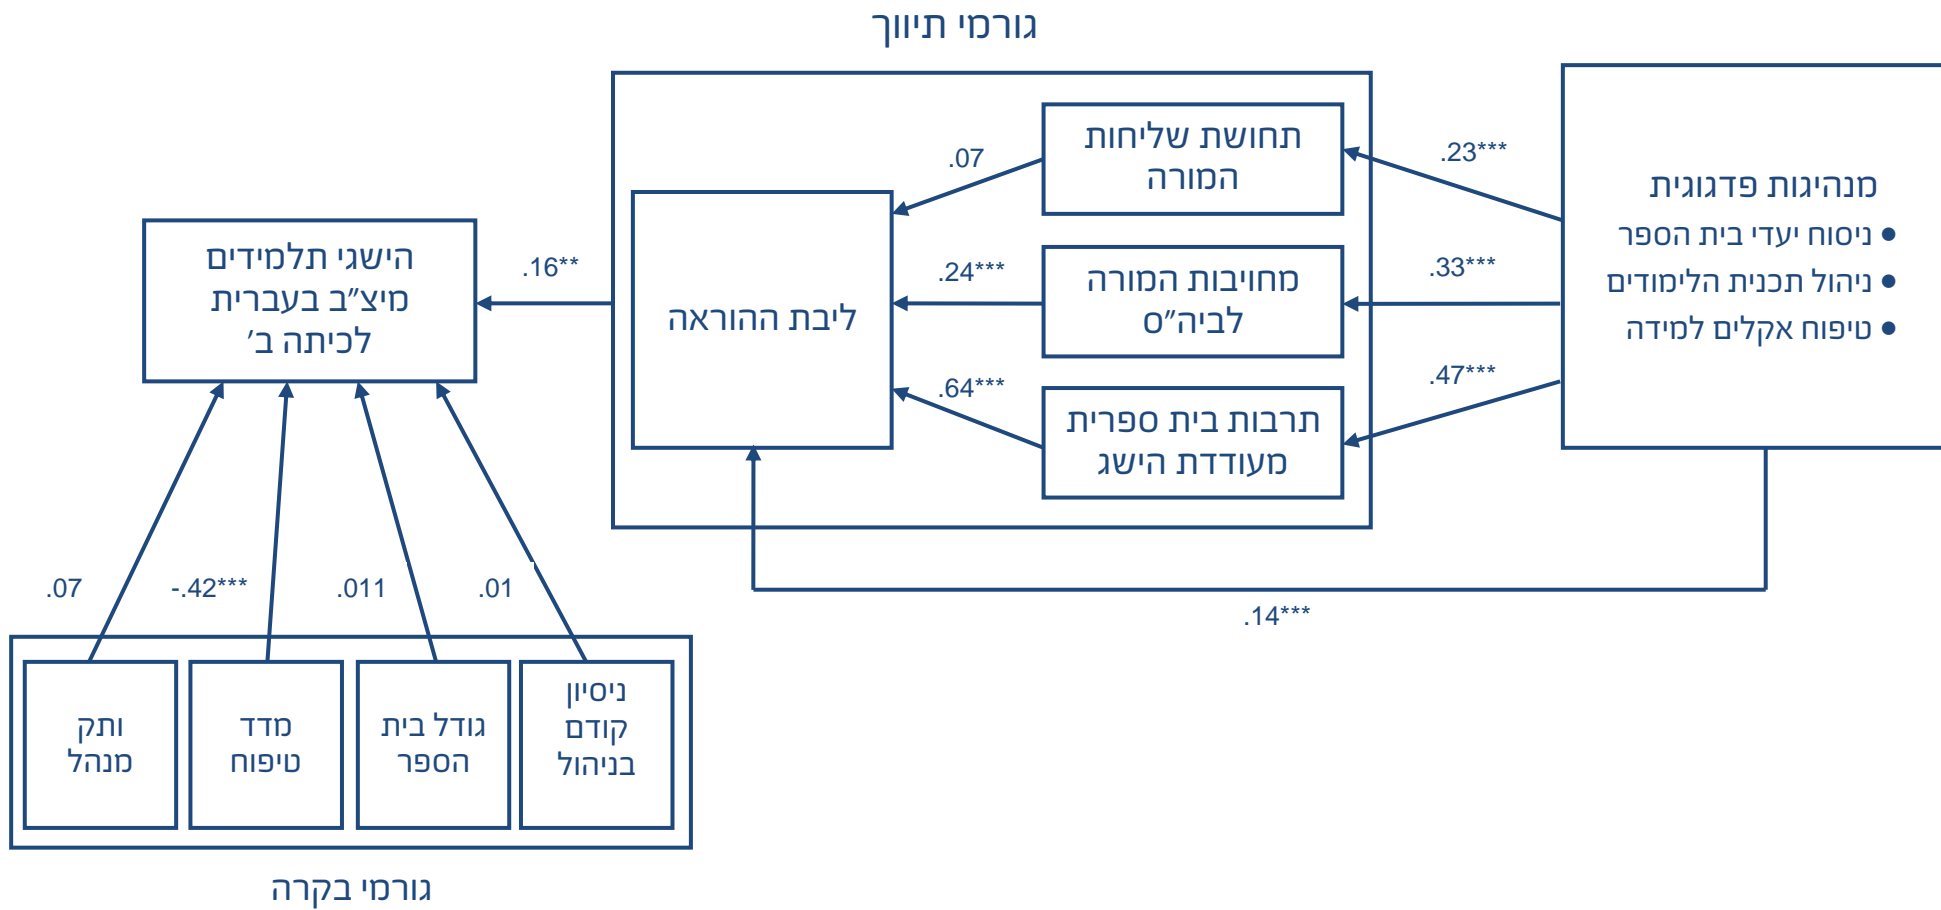 גורמי תיווך
מנהיגות פדגוגית
● ניסוח יעדי בית הספר
● ניהול תכנית הלימודים
● טיפוח אקלים למידה
.23***
.33***
.47***
תחושת שליחות
המורה
מחויבות המורה
לביה״ס
תרבות בית ספרית
מעודדת הישג
.07
.24***
.64***
ליבת ההוראה
.14***
.16**
הישגי תלמידים
מיצ״ב בעברית
לכיתה ב׳
.01
.011
-.42***
.07
ניסיון
קודם
בניהול
גודל בית
הספר
מדד
טיפוח
ותק
מנהל
גורמי בקרה